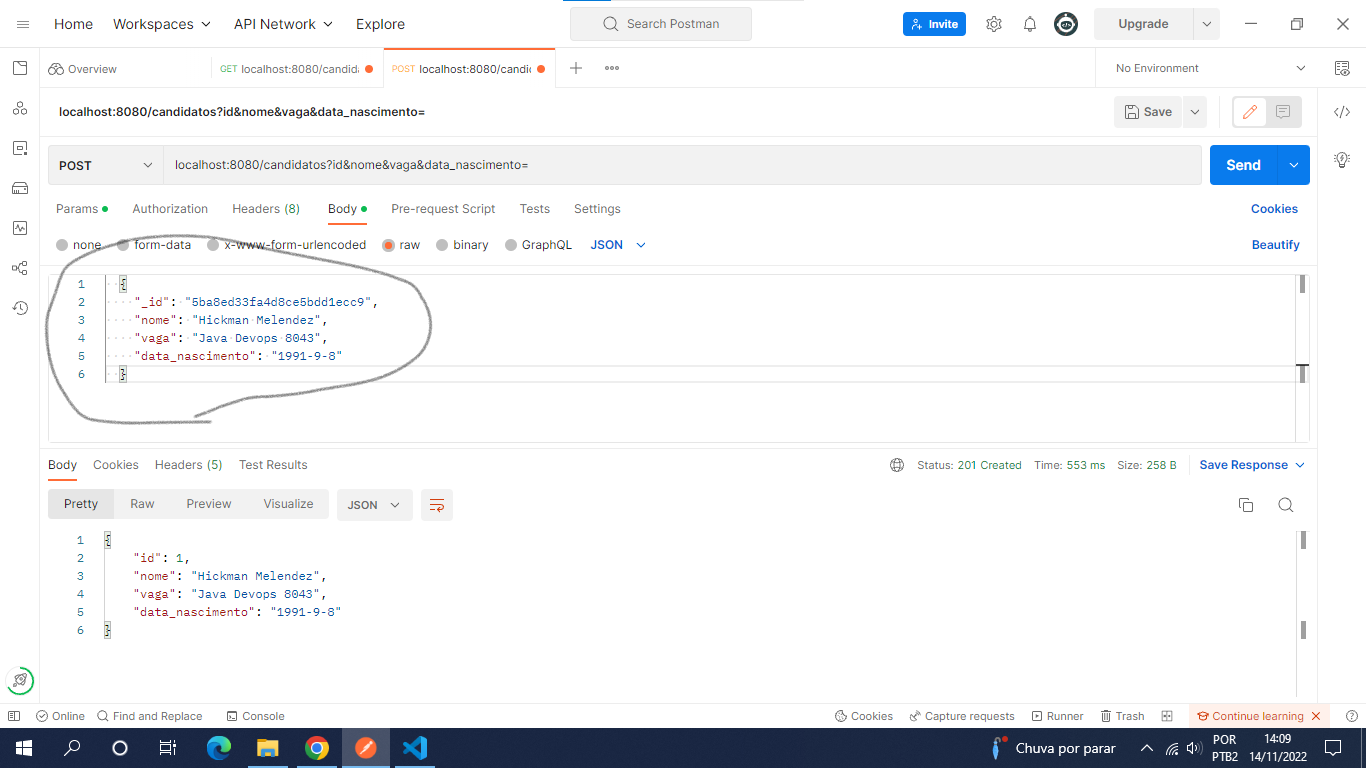 Home Workspaces API Network Explore Search Postman Invite Upgrade
Overview GET localhost:8080/candida POST localhost:8080/candic No Environment
localhost:8080/candidatos?id&nome&vaga&data_nascimento= Save
POST localhost:8080/candidatos?id&nome&vaga&data_nascimento= Send
Params Authorization Headers (8) Body Pre-request Script Tests Settings Cookies
none form-data x-www-form-urlencoded raw binary GraphQL JSON Beautify
1 {
2 "_id": "5ba8ed33fa4d8ce5bdd1ecc9",
3 "nome": "Hickman Melendez",
4 "vaga": "Java Devops 8043",
5 "data_nascimento": "1991-9-8"
6 }
Body Cookies Headers (5) Test Results Status: 201 Created Time: 553 ms Size: 258 B Save Response
Pretty Raw Preview Visualize JSON
1 {
2 "id": 1,
3 "nome": "Hickman Melendez",
4 "vaga": "Java Devops 8043",
5 "data_nascimento": "1991-9-8"
6 }
Online Find and Replace Console Cookies Capture requests Runner Trash Continue learning
Chuva por parar POR 14:09
PTB2 14/11/2022